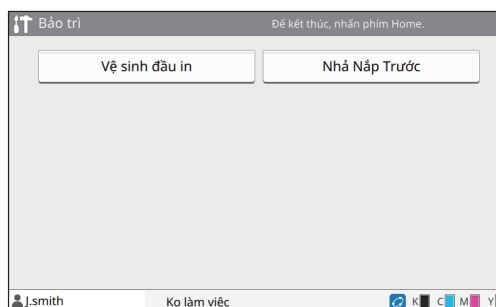 Bảo trì
Để kết thúc, nhấn phím Home.
Vệ sinh đầu in
Nhả Nắp Trước
J.smith
Ko làm việc
K C M Y